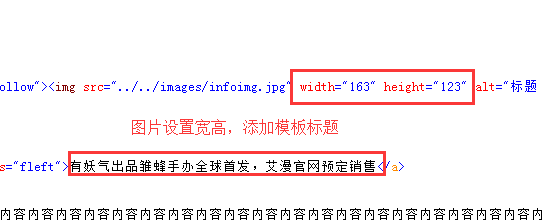 ollow"><img src="../../images/infoimg.jpg" width="163" height="123" alt="标题
图片设置宽高，添加模板标题
s="fleft">有妖气出品雏蜂手办全球首发，艾漫官网预定销售</a>
内容内容内容内容内容内容内容内容内容内容内容内容内容内容内容内容内容内容内容内容